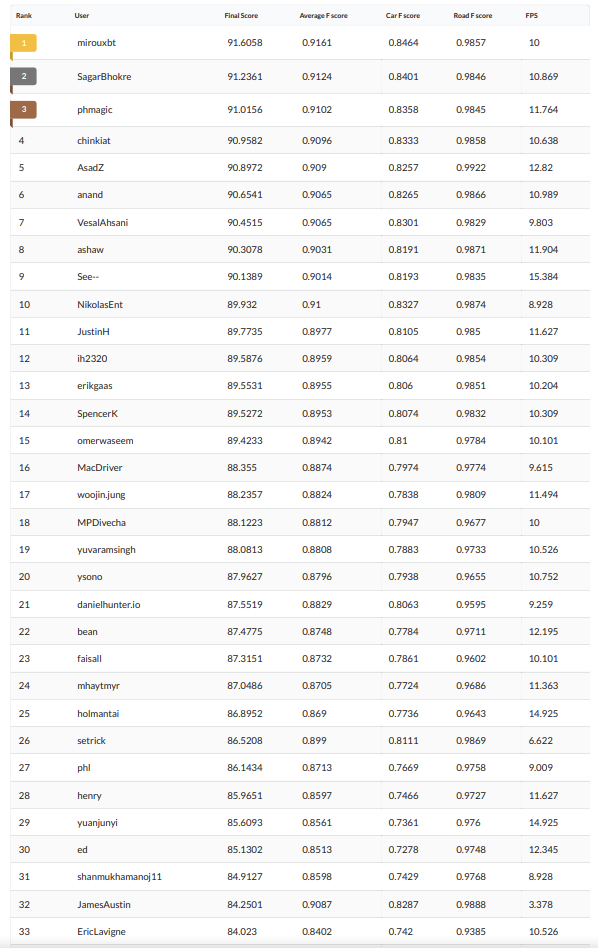 Rank User Final Score Average F score Car F score Road F score FPS
1 mirouxbt 91.6058 0.9161 0.8464 0.9857 10
2 SagarBhokre 91.2361 0.9124 0.8401 0.9846 10.869
3 phmagic 91.0156 0.9102 0.8358 0.9845 11.764
4 chinkiat 90.9582 0.9096 0.8333 0.9858 10.638
5 AsadZ 90.8972 0.909 0.8257 0.9922 12.82
6 anand 90.6541 0.9065 0.8265 0.9866 10.989
7 VesalAhsani 90.4515 0.9065 0.8301 0.9829 9.803
8 ashaw 90.3078 0.9031 0.8191 0.9871 11.904
9 See-- 90.1389 0.9014 0.8193 0.9835 15.384
10 NikolasEnt 89.932 0.91 0.8327 0.9874 8.928
11 JustinH 89.7735 0.8977 0.8105 0.985 11.627
12 ih2320 89.5876 0.8959 0.8064 0.9854 10.309
13 erikgaas 89.5531 0.8955 0.806 0.9851 10.204
14 SpencerK 89.5272 0.8953 0.8074 0.9832 10.309
15 omerwaseem 89.4233 0.8942 0.81 0.9784 10.101
16 MacDriver 88.355 0.8874 0.7974 0.9774 9.615
17 woojin.jung 88.2357 0.8824 0.7838 0.9809 11.494
18 MPDivecha 88.1223 0.8812 0.7947 0.9677 10
19 yuvaramsingh 88.0813 0.8808 0.7883 0.9733 10.526
20 ysono 87.9627 0.8796 0.7938 0.9655 10.752
21 danielhunter.io 87.5519 0.8829 0.8063 0.9595 9.259
22 bean 87.4775 0.8748 0.7784 0.9711 12.195
23 faisall 87.3151 0.8732 0.7861 0.9602 10.101
24 mhaytmyr 87.0486 0.8705 0.7724 0.9686 11.363
25 holmantai 86.8952 0.869 0.7736 0.9643 14.925
26 setrick 86.5208 0.899 0.8111 0.9869 6.622
27 phl 86.1434 0.8713 0.7669 0.9758 9.009
28 henry 85.9651 0.8597 0.7466 0.9727 11.627
29 yuanjunyi 85.6093 0.8561 0.7361 0.976 14.925
30 ed 85.1302 0.8513 0.7278 0.9748 12.345
31 shanmukhamanoj11 84.9127 0.8598 0.7429 0.9768 8.928
32 JamesAustin 84.2501 0.9087 0.8287 0.9888 3.378
33 EricLavigne 84.023 0.8402 0.742 0.9385 10.526